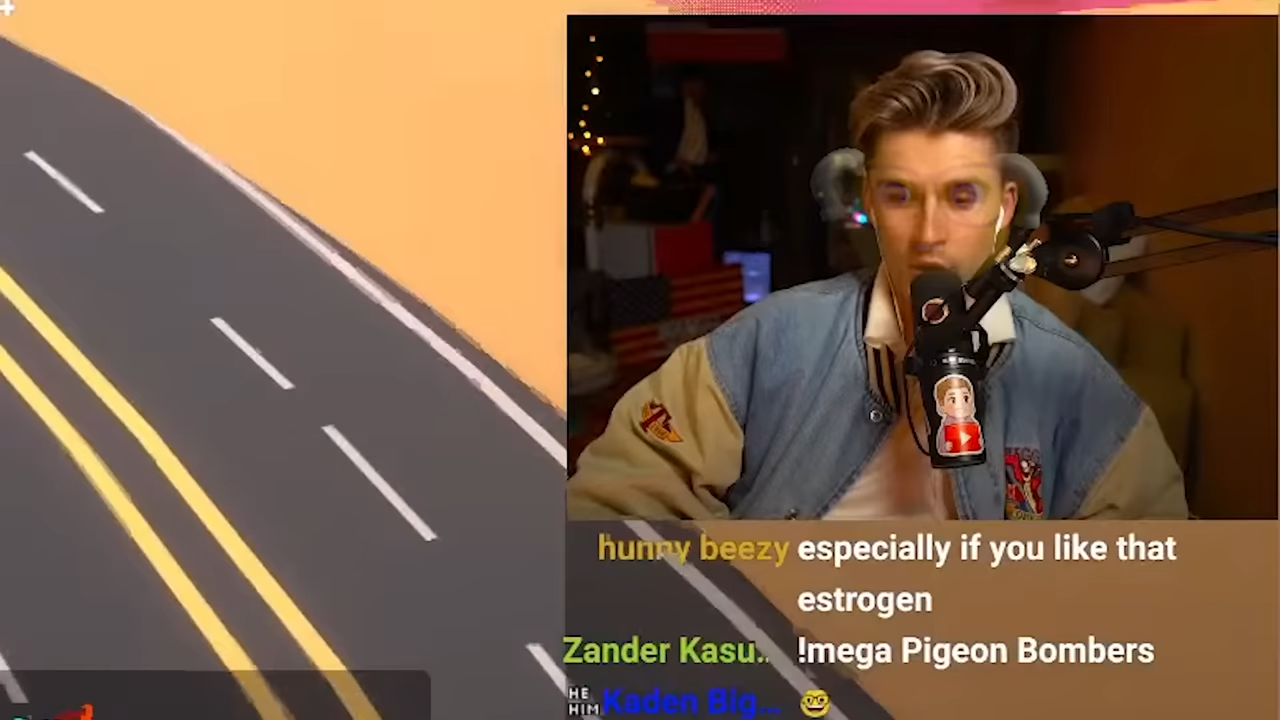 hunny beezy especially if you like that
estrogen
Zander Kasu.. !mega Pigeon Bombers
HE
HIM Kaden Big... 🤓